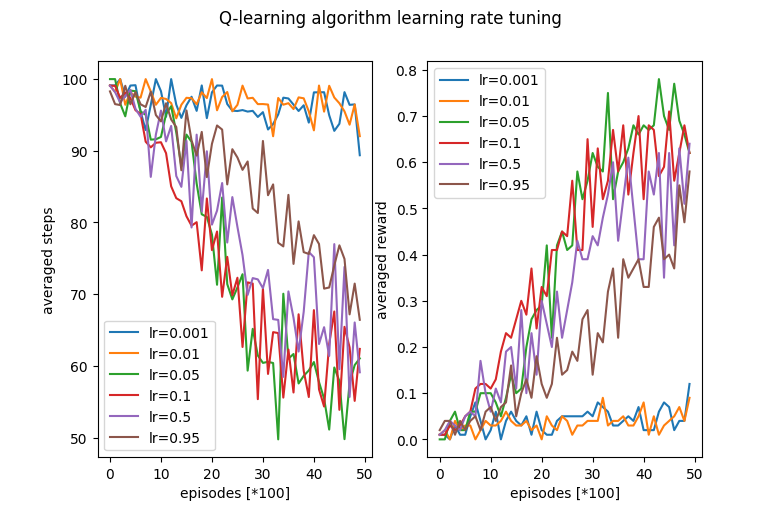 Q-learning algorithm learning rate tuning
averaged steps
100
90
80
70
60
50
lr=0.001
lr=0.01
lr=0.05
lr=0.1
lr=0.5
lr=0.95
0
10
20
30
40
50
episodes [*100]
averaged reward
0.8
0.7
0.6
0.5
0.4
0.3
0.2
0.1
0.0
lr=0.001
lr=0.01
lr=0.05
lr=0.1
lr=0.5
lr=0.95
0
10
20
30
40
50
episodes [*100]